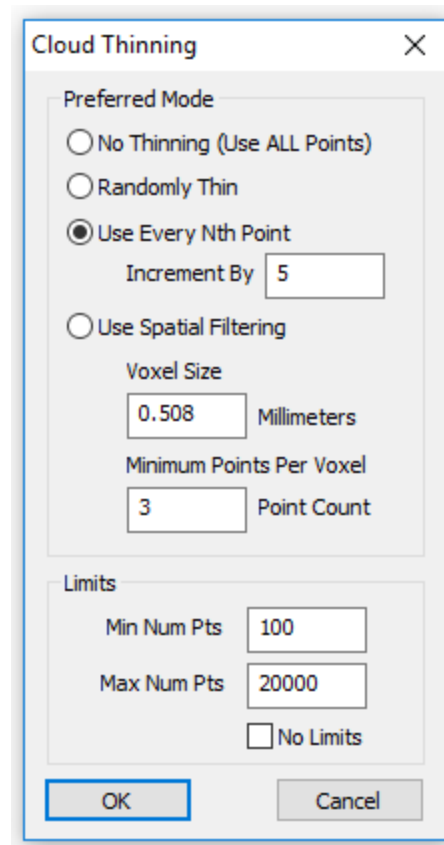 Cloud Thinning
Preferred Mode
No Thinning (Use ALL Points)
Randomly Thin
Use Every Nth Point
Increment By 5
Use Spatial Filtering
Voxel Size
0.508 Millimeters
Minimum Points Per Voxel
3 Point Count
Limits
Min Num Pts 100
Max Num Pts 20000
No Limits
OK Cancel